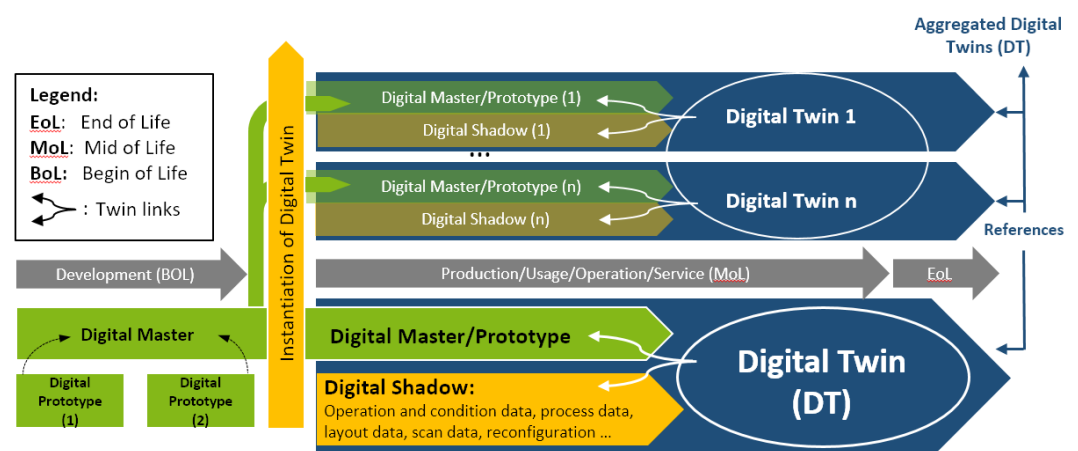 Aggregated Digital
Twins (DT)
Legend:
EoL: End of Life
MoL: Mid of Life
BoL: Begin of Life
: Twin links
Instantiation of Digital Twin
Digital Master/Prototype (1)
Digital Shadow (1)
Digital Twin 1
...
Digital Master/Prototype (n)
Digital Shadow (n)
Digital Twin n
References
Development (BOL)
Production/Usage/Operation/Service (MoL)
EoL
Digital Master
Digital
Prototype
(1)
Digital
Prototype
(2)
Digital Master/Prototype
Digital Shadow:
Operation and condition data, process data,
layout data, scan data, reconfiguration ...
Digital Twin
(DT)